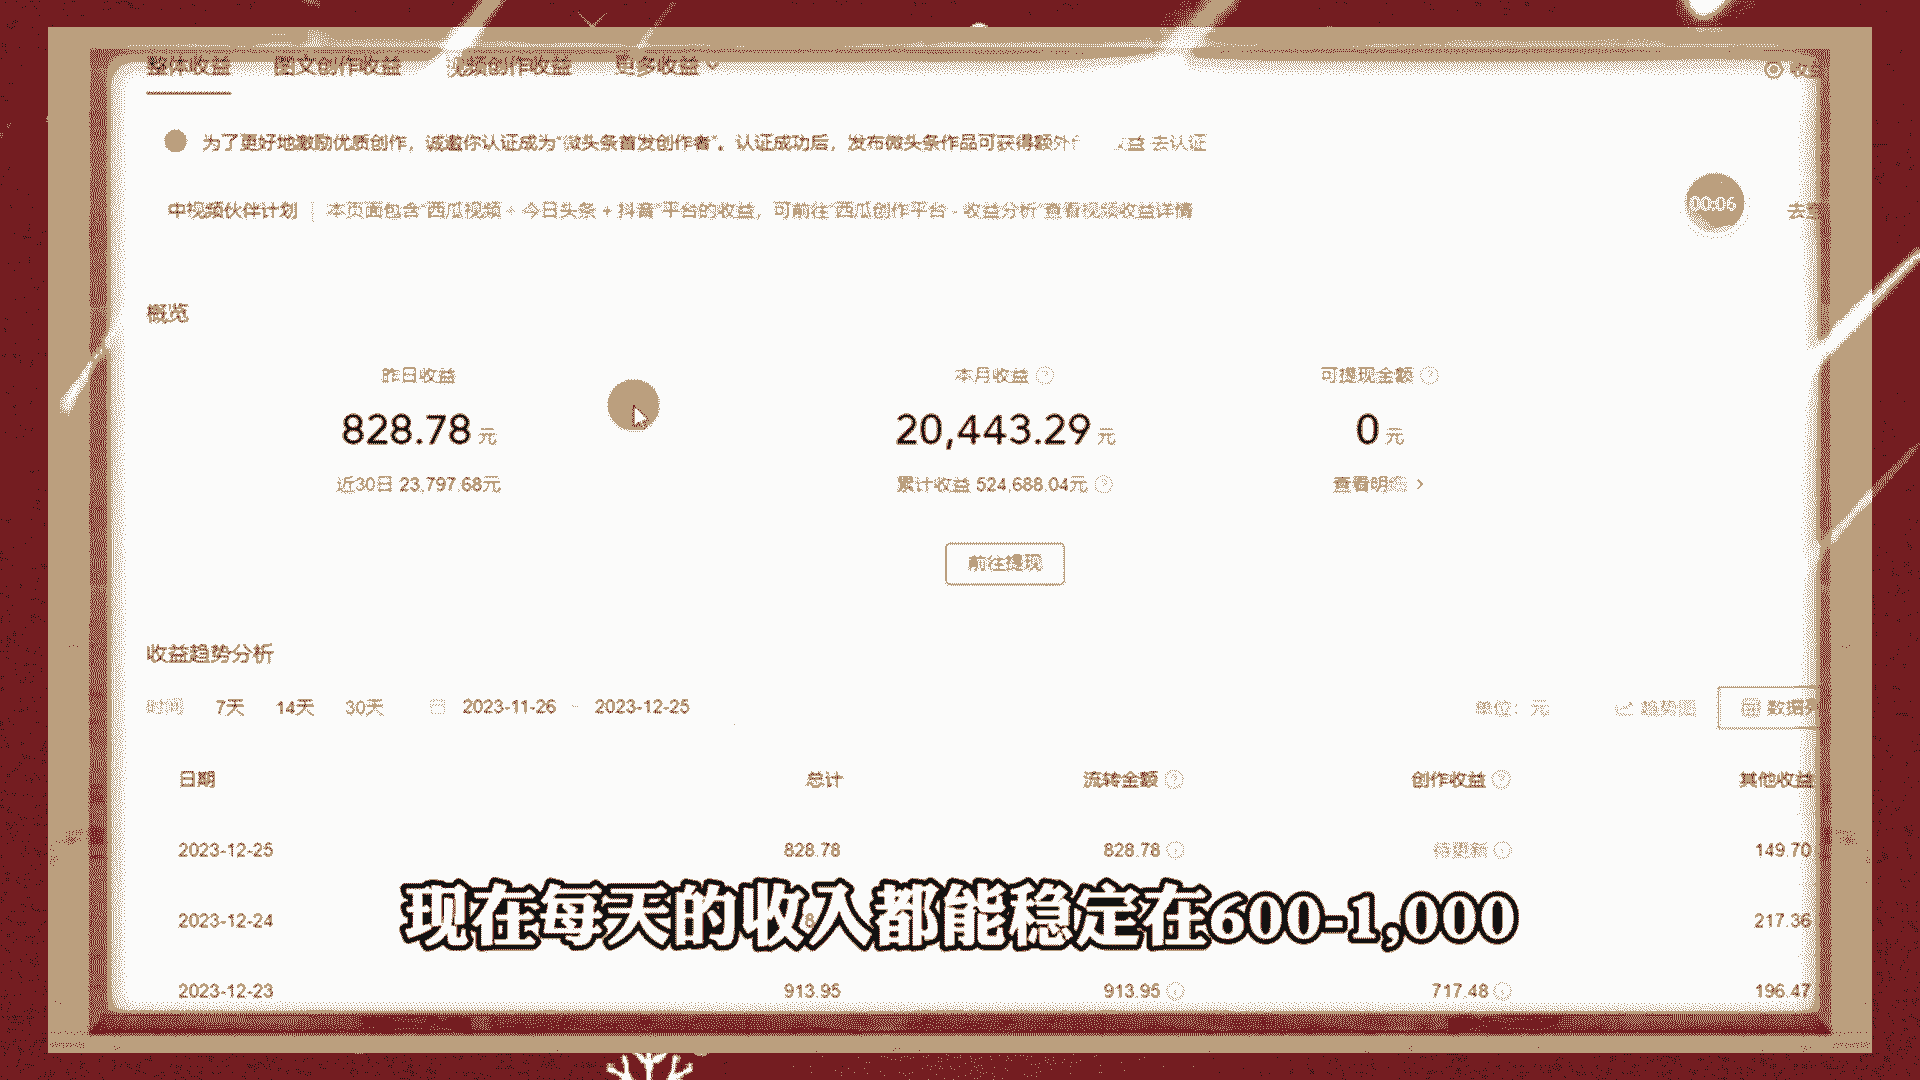 整体收益 图文创作收益 视频创作收益 更多收益
为了更好地激励优质创作，诚邀你认证成为“微头条首发创作者”。认证成功后，发布微头条作品可获得额外 益 去认证
中视频伙伴计划 | 本页面包含“西瓜视频 + 今日头条 + 抖音”平台的收益，可前往“西瓜创作平台 - 收益分析”查看视频收益详情
00:06
概览
昨日收益 本月收益 可提现金额
828.78 元 20,443.29 元 0 元
近30日 23,797.68元 累计收益 524,688.04元 查看明细 >
前往提现
收益趋势分析
时间 7天 14天 30天 2023-11-26 - 2023-12-25 单位：元 趋势图 数据
日期 总计 流转金额 创作收益 其他收益
2023-12-25 828.78 828.78 待更新 149.70
2023-12-24 217.36
现在每天的收入都能稳定在600-1,000
2023-12-23 913.95 913.95 717.48 196.47